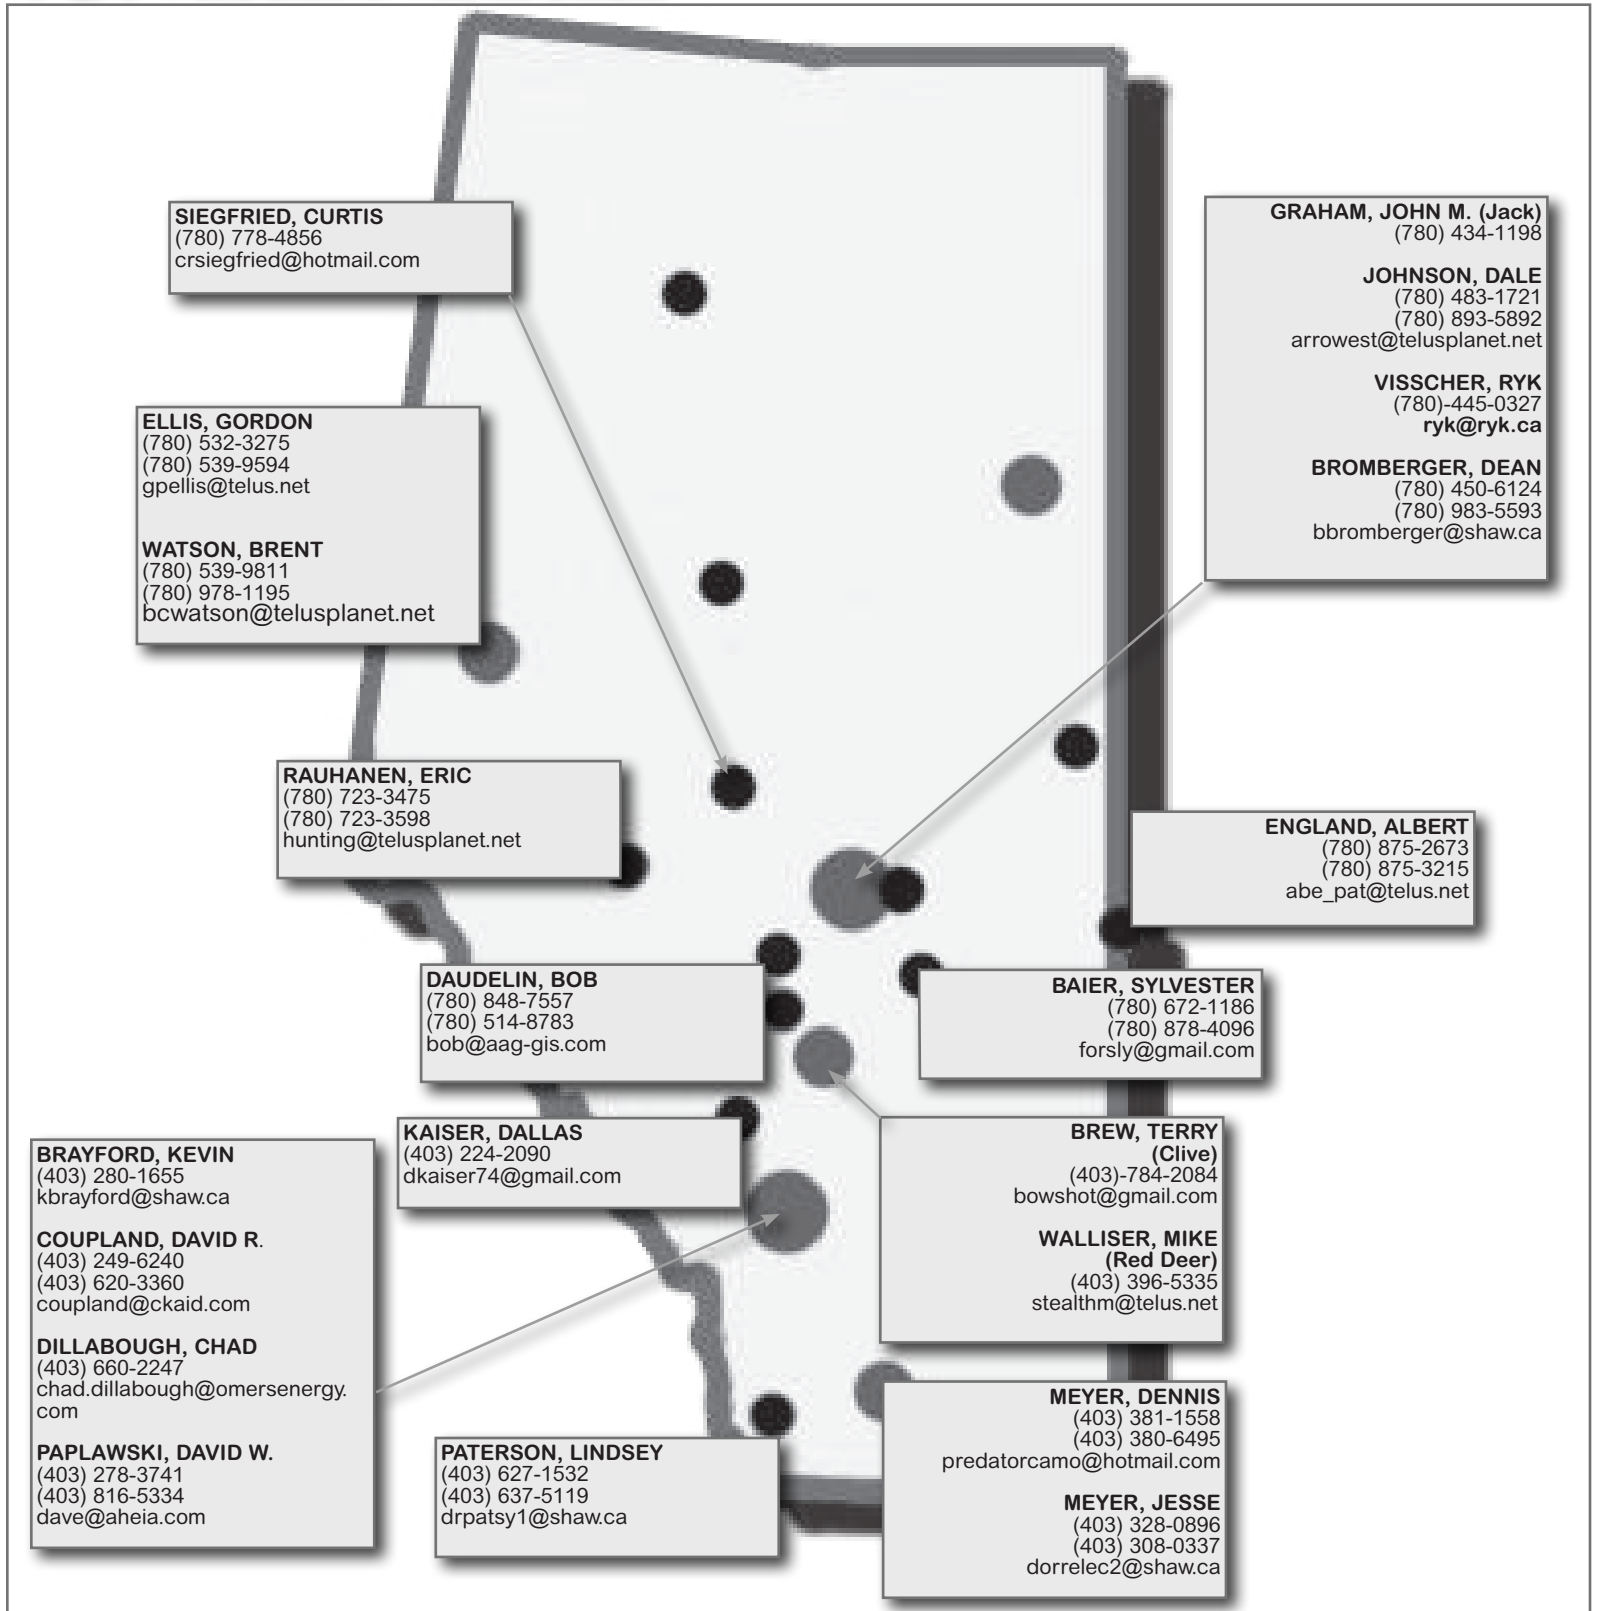 SIEGFRIED, CURTIS
(780) 778-4856
crsiegfried@hotmail.com
GRAHAM, JOHN M. (Jack)
(780) 434-1198
JOHNSON, DALE
(780) 483-1721
(780) 893-5892
arrowest@telusplanet.net
VISSCHER, RYK
(780)-445-0327
ryk@ryk.ca
BROMBERGER, DEAN
(780) 450-6124
(780) 983-5593
bbromberger@shaw.ca
ELLIS, GORDON
(780) 532-3275
(780) 539-9594
gpellis@telus.net
WATSON, BRENT
(780) 539-9811
(780) 978-1195
bcwatson@telusplanet.net
RAUHANEN, ERIC
(780) 723-3475
(780) 723-3598
hunting@telusplanet.net
ENGLAND, ALBERT
(780) 875-2673
(780) 875-3215
abe_pat@telus.net
DAUDELIN, BOB
(780) 848-7557
(780) 514-8783
bob@aag-gis.com
BAIER, SYLVESTER
(780) 672-1186
(780) 878-4096
forsly@gmail.com
KAISER, DALLAS
(403) 224-2090
dkaiser74@gmail.com
BREW, TERRY
(Clive)
(403)-784-2084
bowshot@gmail.com
WALLISER, MIKE
(Red Deer)
(403) 396-5335
stealthm@telus.net
BRAYFORD, KEVIN
(403) 280-1655
kbrayford@shaw.ca
COUPLAND, DAVID R.
(403) 249-6240
(403) 620-3360
coupland@ckaid.com
DILLABOUGH, CHAD
(403) 660-2247
chad.dillabough@omersenergy.
com
PAPLAWSKI, DAVID W.
(403) 278-3741
(403) 816-5334
dave@aheia.com
PATERSON, LINDSEY
(403) 627-1532
(403) 637-5119
drpatsy1@shaw.ca
MEYER, DENNIS
(403) 381-1558
(403) 380-6495
predatorcamo@hotmail.com
MEYER, JESSE
(403) 328-0896
(403) 308-0337
dorrelec2@shaw.ca